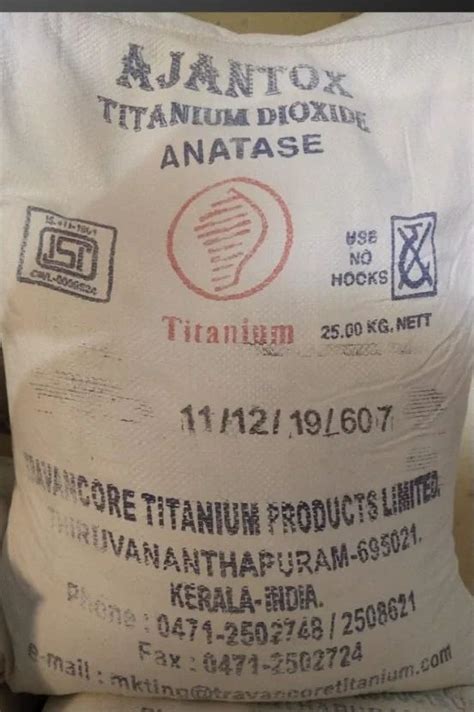 AJANTOX
TITANIUM DIOXIDE
ANATASE
ISI
USE
NO
HOOKS
Titanium
25.00 KG. NETT
11/12/19/607
TRAVANCORE TITANIUM PRODUCTS LIMITED.
THIRUVANANTHAPURAM-695021.
KERALA-INDIA.
Phone : 0471-2502748 / 2508621
Fax : 0471-2502724
e-mail : mkting@travancoretitanium.com